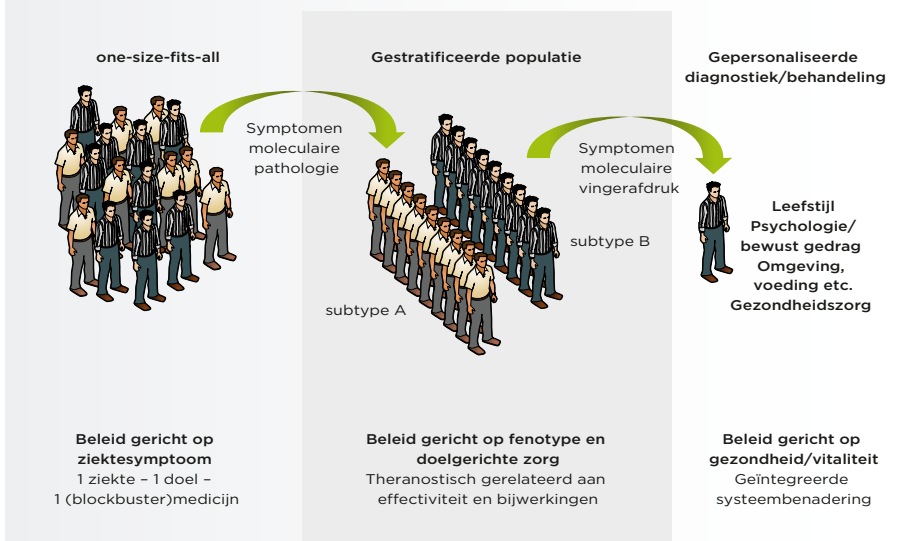 one-size-fits-all
Gestratificeerde populatie
Gepersonaliseerde
diagnostiek/behandeling
Symptomen
moleculaire
pathologie
Symptomen
moleculaire
vingerafdruk
subtype B
subtype A
Leefstijl
Psychologie/
bewust gedrag
Omgeving,
voeding etc.
Gezondheidszorg
Beleid gericht op
ziektesymptoom
1 ziekte – 1 doel –
1 (blockbuster)medicijn
Beleid gericht op fenotype en
doelgerichte zorg
Theranostisch gerelateerd aan
effectiviteit en bijwerkingen
Beleid gericht op
gezondheid/vitaliteit
Geïntegreerde
systeembenadering